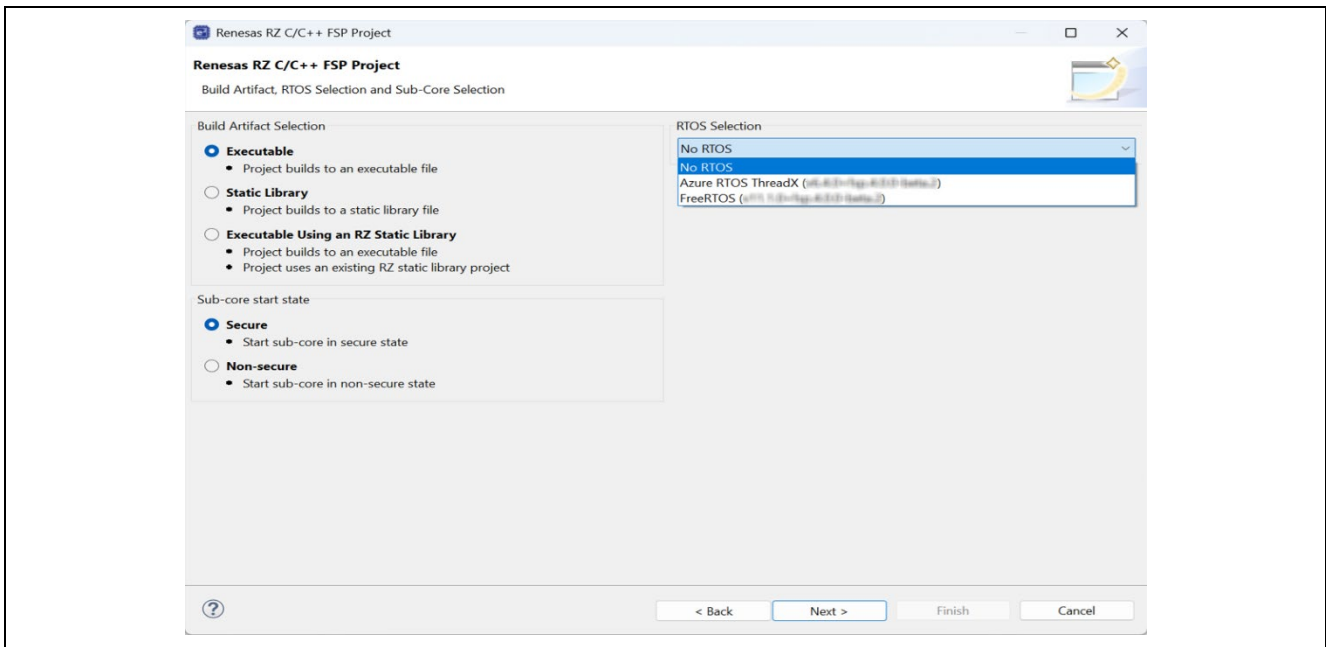 Renesas RZ C/C++ FSP Project
Renesas RZ C/C++ FSP Project
Build Artifact, RTOS Selection and Sub-Core Selection
Build Artifact Selection
Executable
• Project builds to an executable file
Static Library
• Project builds to a static library file
Executable Using an RZ Static Library
• Project builds to an executable file
• Project uses an existing RZ static library project
Sub-core start state
Secure
• Start sub-core in secure state
Non-secure
• Start sub-core in non-secure state
RTOS Selection
No RTOS
No RTOS
Azure RTOS ThreadX ( )
FreeRTOS ( )
?
< Back
Next >
Finish
Cancel